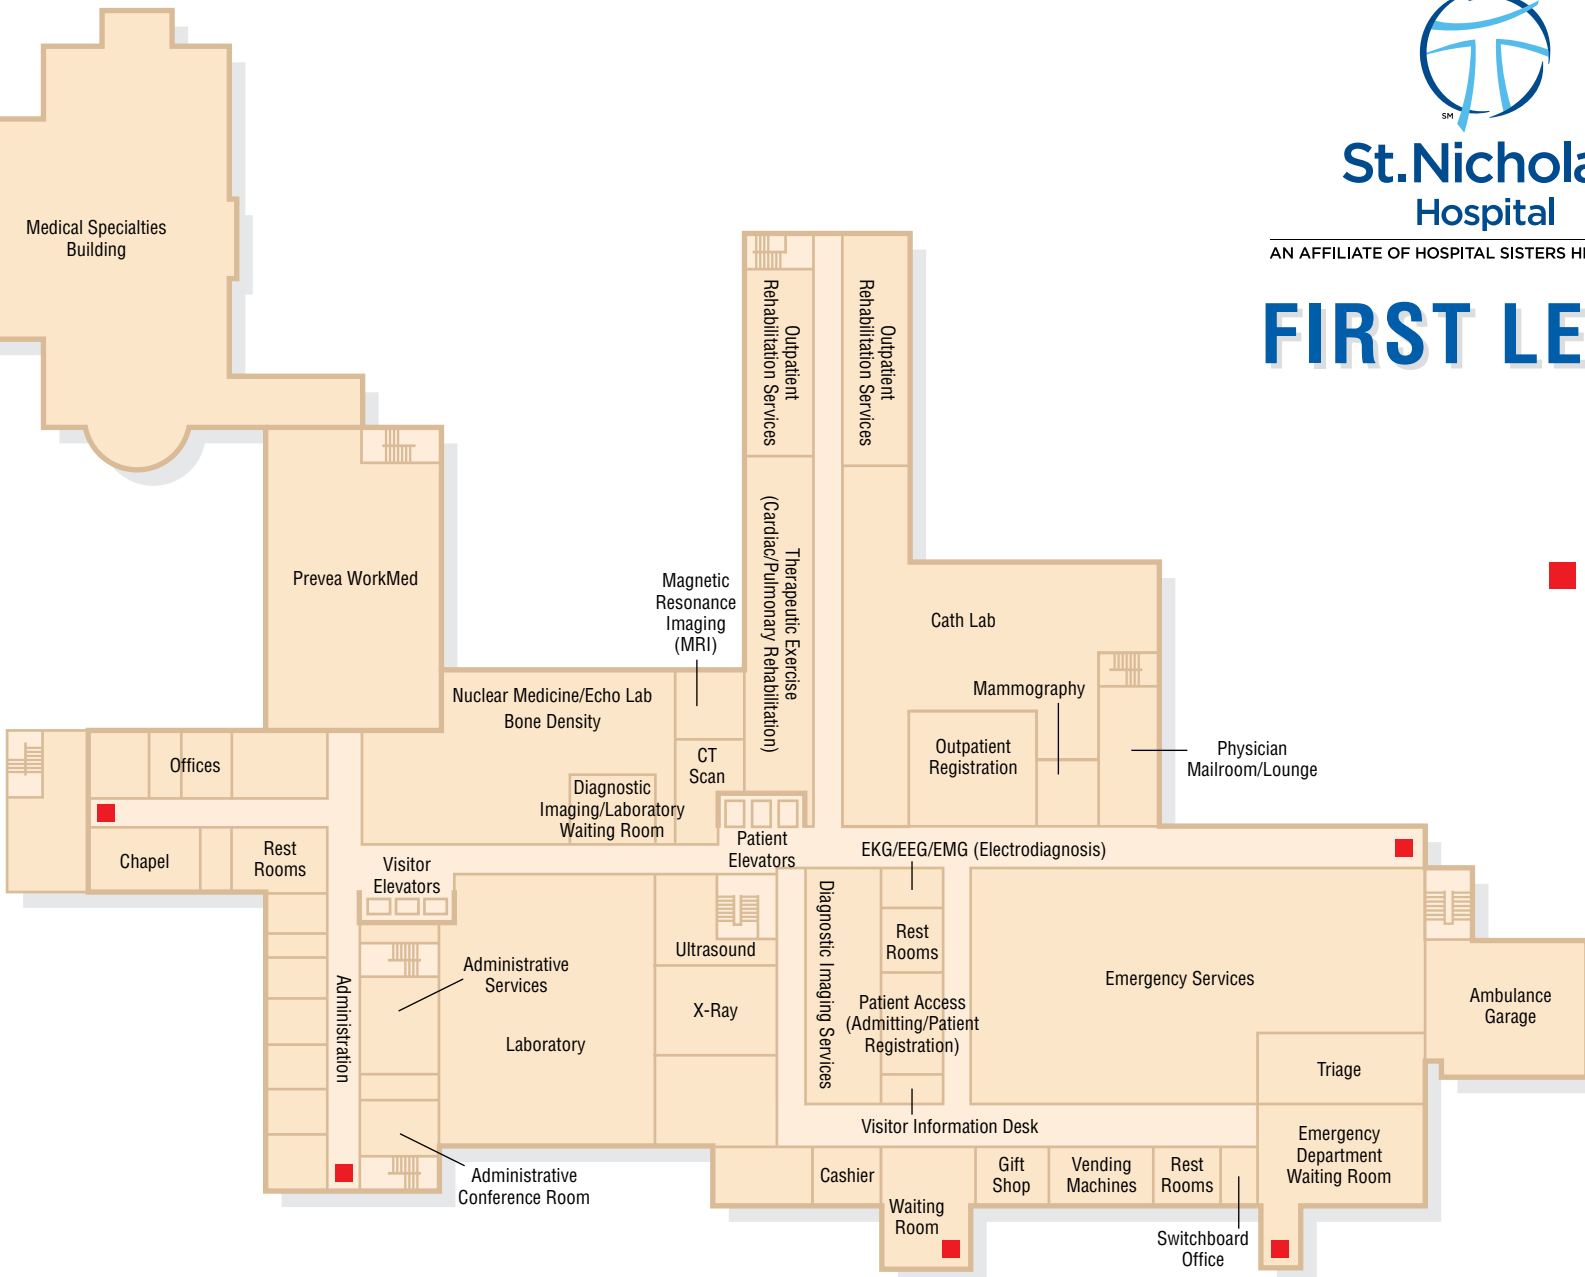 SM
St.Nichola
Hospital
AN AFFILIATE OF HOSPITAL SISTERS
FIRST LE
Medical Specialties
Building
Outpatient
Rehabilitation Services
Outpatient
Rehabilitation Services
Therapeutic Exercise
(Cardiac/Pulmonary Rehabilitation)
Prevea WorkMed
Magnetic
Resonance
Imaging
(MRI)
Cath Lab
Nuclear Medicine/Echo Lab
Bone Density
Mammography
Offices
CT
Scan
Outpatient
Registration
Physician
Mailroom/Lounge
Diagnostic
Imaging/Laboratory
Waiting Room
Chapel
Rest
Rooms
Visitor
Elevators
Patient
Elevators
EKG/EEG/EMG (Electrodiagnosis)
Diagnostic Imaging Services
Rest
Rooms
Ultrasound
Administrative
Services
Administration
Emergency Services
Ambulance
Garage
X-Ray
Patient Access
(Admitting/Patient
Registration)
Laboratory
Triage
Visitor Information Desk
Emergency
Department
Waiting Room
Administrative
Conference Room
Cashier
Gift
Shop
Vending
Machines
Rest
Rooms
Waiting
Room
Switchboard
Office